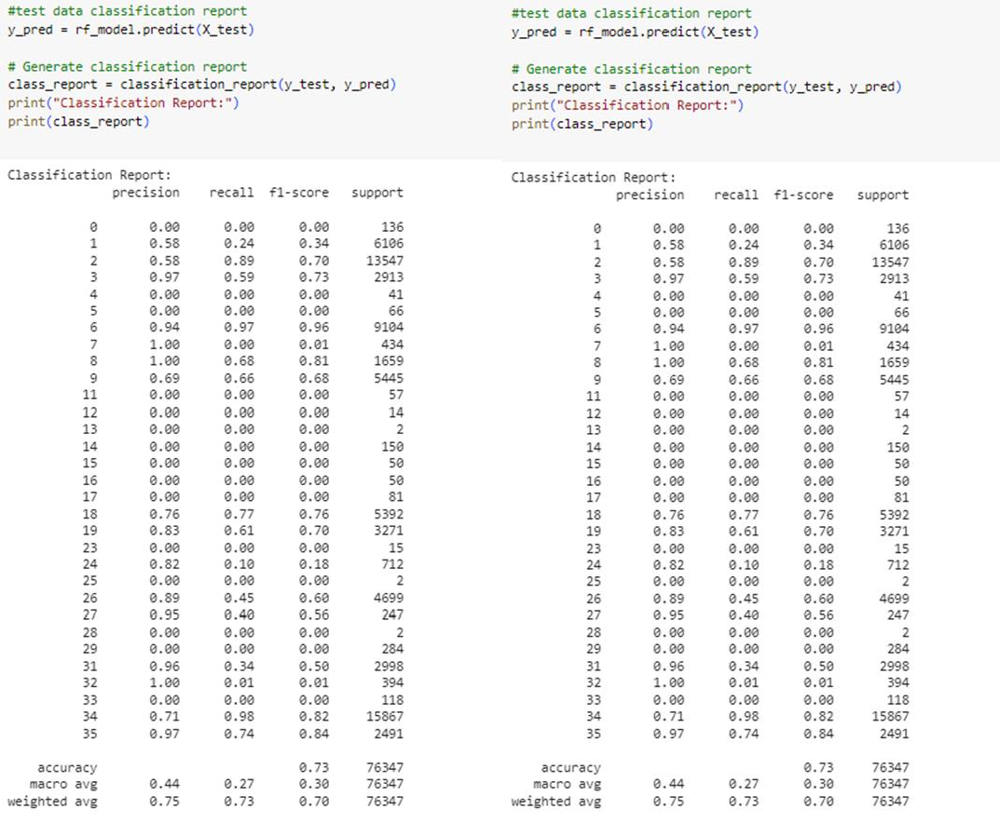 #test data classification report
y_pred = rf_model.predict(X_test)
# Generate classification report
class_report = classification_report(y_test, y_pred)
print("Classification Report:")
print(class_report)
Classification Report:
precision recall f1-score support
0 0.00 0.00 0.00 136
1 0.58 0.24 0.34 6106
2 0.58 0.89 0.70 13547
3 0.97 0.59 0.73 2913
4 0.00 0.00 0.00 41
5 0.00 0.00 0.00 66
6 0.94 0.97 0.96 9104
7 1.00 0.00 0.01 434
8 1.00 0.68 0.81 1659
9 0.69 0.66 0.68 5445
11 0.00 0.00 0.00 57
12 0.00 0.00 0.00 14
13 0.00 0.00 0.00 2
14 0.00 0.00 0.00 150
15 0.00 0.00 0.00 50
16 0.00 0.00 0.00 50
17 0.00 0.00 0.00 81
18 0.76 0.77 0.76 5392
19 0.83 0.61 0.70 3271
23 0.00 0.00 0.00 15
24 0.82 0.10 0.18 712
25 0.00 0.00 0.00 2
26 0.89 0.45 0.60 4699
27 0.95 0.40 0.56 247
28 0.00 0.00 0.00 2
29 0.00 0.00 0.00 284
31 0.96 0.34 0.50 2998
32 1.00 0.01 0.01 394
33 0.00 0.00 0.00 118
34 0.71 0.98 0.82 15867
35 0.97 0.74 0.84 2491
accuracy 0.73 76347
macro avg 0.44 0.27 0.30 76347
weighted avg 0.75 0.73 0.70 76347
#test data classification report
y_pred = rf_model.predict(X_test)
# Generate classification report
class_report = classification_report(y_test, y_pred)
print("Classification Report:")
print(class_report)
Classification Report:
precision recall f1-score support
0 0.00 0.00 0.00 136
1 0.58 0.24 0.34 6106
2 0.58 0.89 0.70 13547
3 0.97 0.59 0.73 2913
4 0.00 0.00 0.00 41
5 0.00 0.00 0.00 66
6 0.94 0.97 0.96 9104
7 1.00 0.00 0.01 434
8 1.00 0.68 0.81 1659
9 0.69 0.66 0.68 5445
11 0.00 0.00 0.00 57
12 0.00 0.00 0.00 14
13 0.00 0.00 0.00 2
14 0.00 0.00 0.00 150
15 0.00 0.00 0.00 50
16 0.00 0.00 0.00 50
17 0.00 0.00 0.00 81
18 0.76 0.77 0.76 5392
19 0.83 0.61 0.70 3271
23 0.00 0.00 0.00 15
24 0.82 0.10 0.18 712
25 0.00 0.00 0.00 2
26 0.89 0.45 0.60 4699
27 0.95 0.40 0.56 247
28 0.00 0.00 0.00 2
29 0.00 0.00 0.00 284
31 0.96 0.34 0.50 2998
32 1.00 0.01 0.01 394
33 0.00 0.00 0.00 118
34 0.71 0.98 0.82 15867
35 0.97 0.74 0.84 2491
accuracy 0.73 76347
macro avg 0.44 0.27 0.30 76347
weighted avg 0.75 0.73 0.70 76347